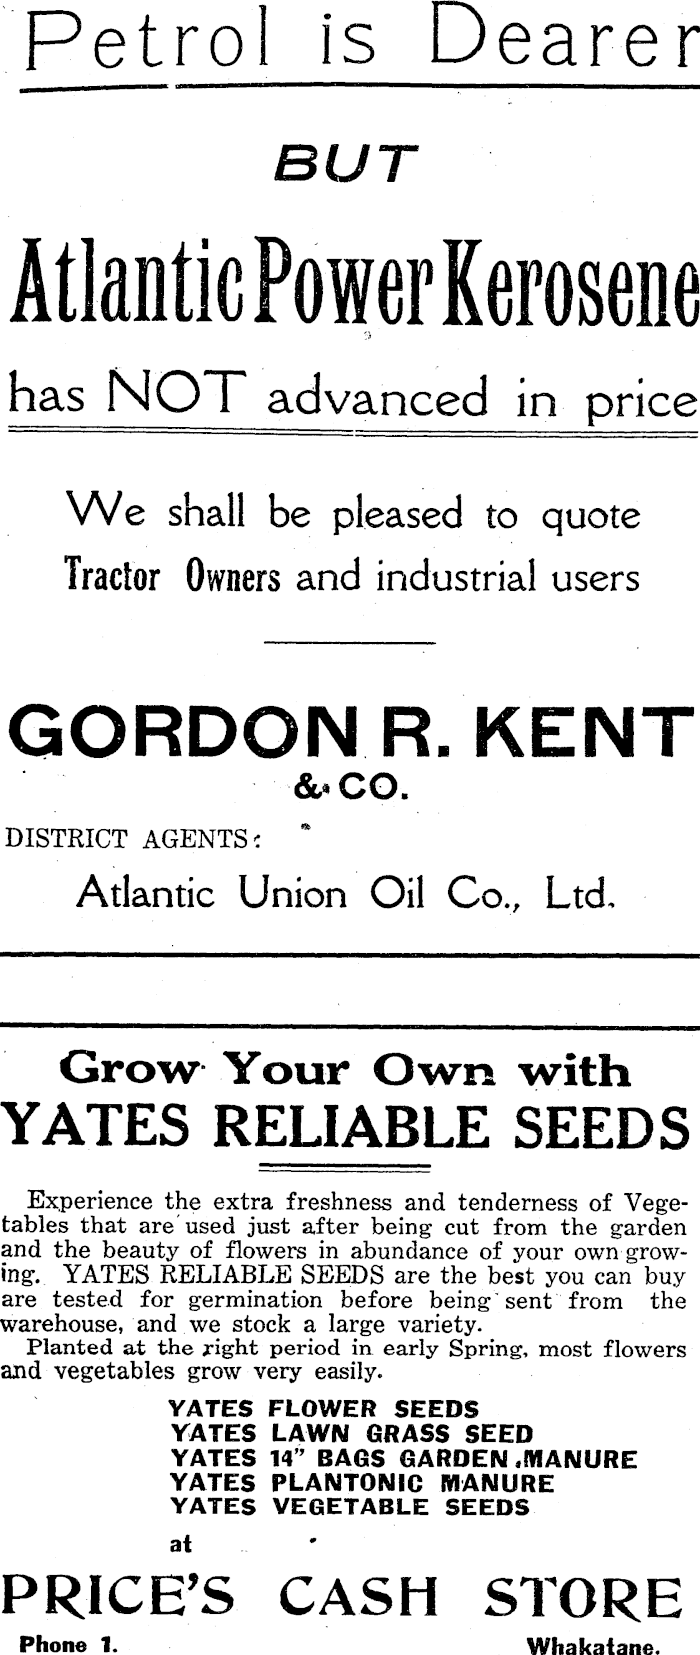 Petrol is Dearer
BUT
Atlantic Power Kerosene
has NOT advanced in price
We shall be pleased to quote
Tractor Owners and industrial users
GORDON R. KENT
& CO.
DISTRICT AGENTS:
Atlantic Union Oil Co., Ltd.
Grow Your Own with
YATES RELIABLE SEEDS
Experience the extra freshness and tenderness of Vege-
tables that are used just after being cut from the garden
and the beauty of flowers in abundance of your own grow-
ing. YATES RELIABLE SEEDS are the best you can buy
are tested for germination before being sent from the
warehouse, and we stock a large variety.
Planted at the right period in early Spring, most flowers
and vegetables grow very easily.
YATES FLOWER SEEDS
YATES LAWN GRASS SEED
YATES 14” BAGS GARDEN MANURE
YATES PLANTONIC MANURE
YATES VEGETABLE SEEDS
at
PRICE’S CASH STORE
Phone 1. Whakatane.